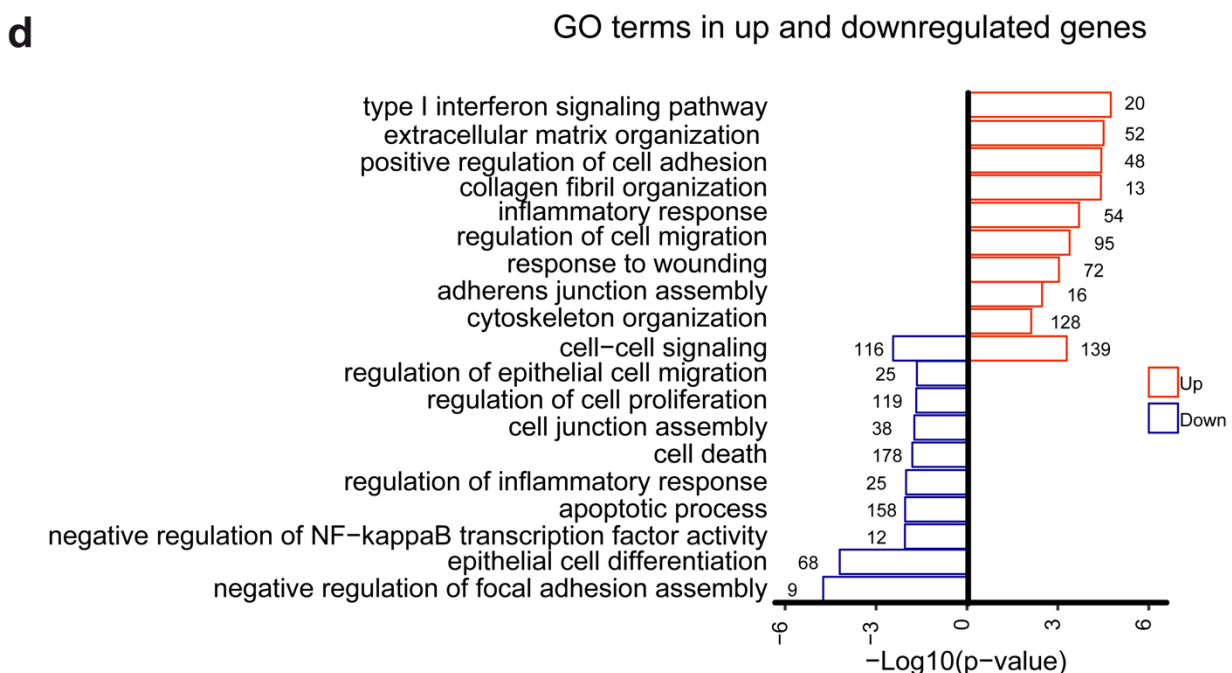 d
GO terms in up and downregulated genes
type I interferon signaling pathway 20
extracellular matrix organization 52
positive regulation of cell adhesion 48
collagen fibril organization 13
inflammatory response 54
regulation of cell migration 95
response to wounding 72
adherens junction assembly 16
cytoskeleton organization 128
cell−cell signaling 116 139
regulation of epithelial cell migration 25
regulation of cell proliferation 119
cell junction assembly 38
cell death 178
regulation of inflammatory response 25
apoptotic process 158
negative regulation of NF−kappaB transcription factor activity 12
epithelial cell differentiation 68
negative regulation of focal adhesion assembly 9
Up
Down
−6 −3 0 3 6
−Log10(p−value)